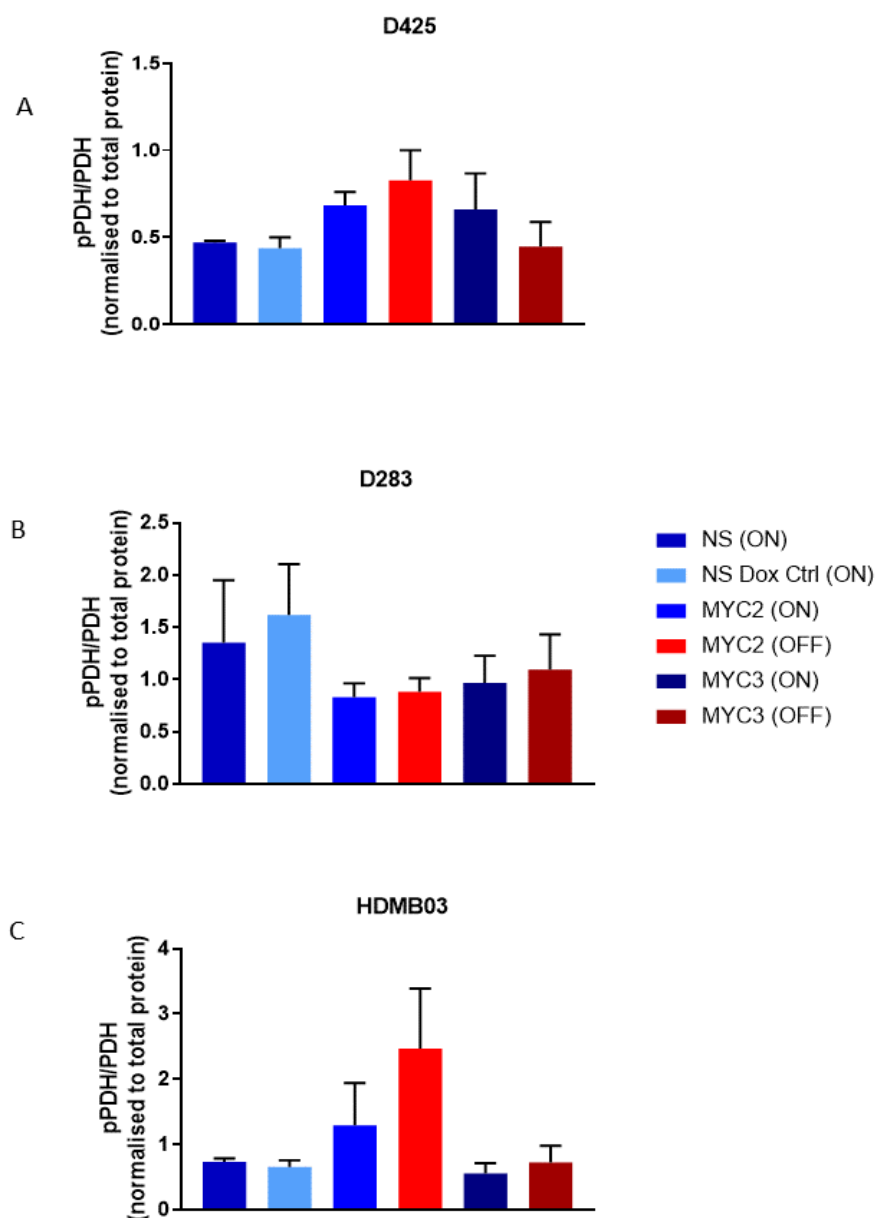 D425
A
pPDH/PDH
(normalised to total protein)
1.5
1.0
0.5
0.0
D283
B
pPDH/PDH
(normalised to total protein)
2.5
2.0
1.5
1.0
0.5
0.0
NS (ON)
NS Dox Ctrl (ON)
MYC2 (ON)
MYC2 (OFF)
MYC3 (ON)
MYC3 (OFF)
HDMB03
C
pPDH/PDH
(normalised to total protein)
4
3
2
1
0